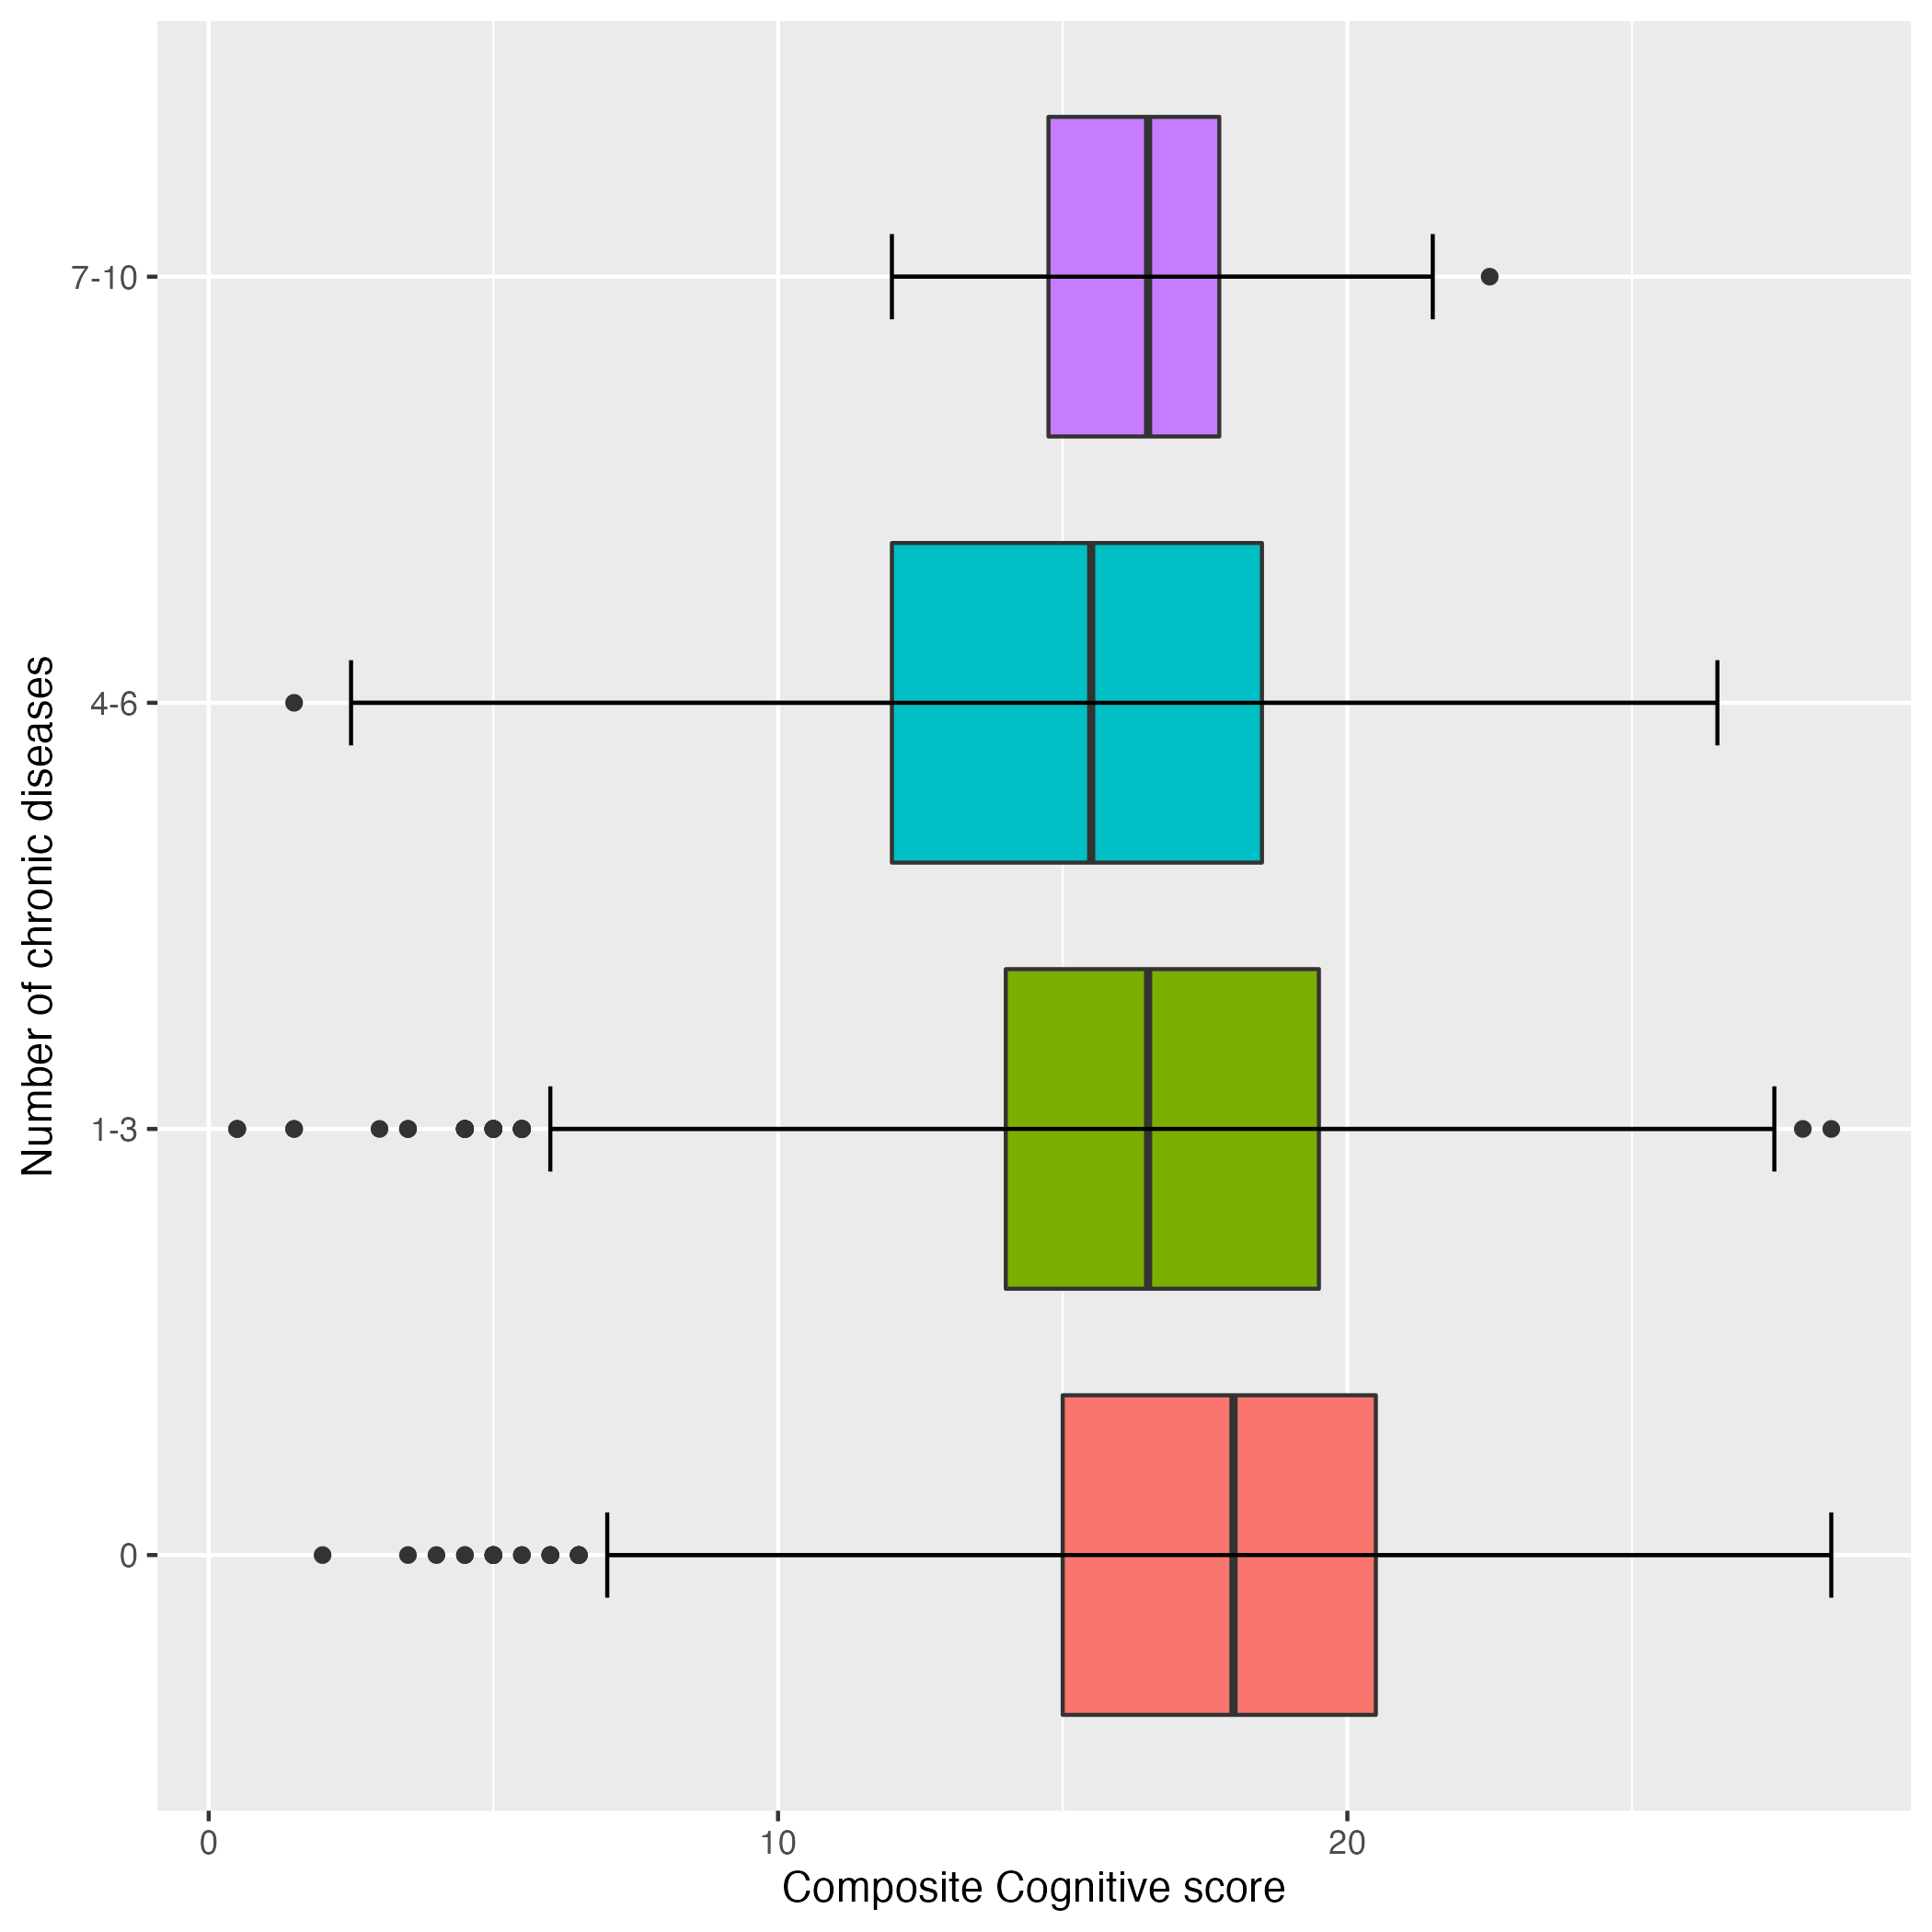 Number of chronic diseases
7-10
4-6
1-3
0
0 10 20
Composite Cognitive score